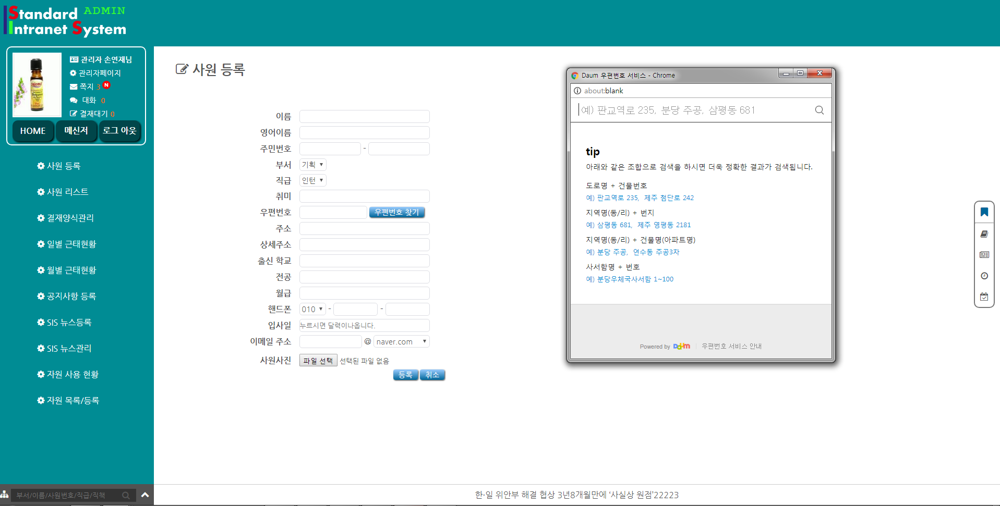 Standard ADMIN
Intranet System
관리자 손연재님
관리자페이지
쪽지 3 N
대화 0
결재대기 0
HOME 메신저 로그 아웃
사원 등록
사원 리스트
결재양식관리
일별 근태현황
월별 근태현황
공지사항 등록
SIS 뉴스등록
SIS 뉴스관리
자원 사용 현황
자원 목록/등록
부서/이름/사원번호/직급/직책
사원 등록
이름
영어이름
주민번호 -
부서 기획
직급 인턴
취미
우편번호 우편번호 찾기
주소
상세주소
출신 학교
전공
월급
핸드폰 010 - -
입사일 누르시면 달력이나옵니다.
이메일 주소 @ naver.com
사원사진 파일 선택 선택된 파일 없음
등록 취소
Daum 우편번호 서비스 - Chrome
about:blank
예) 판교역로 235, 분당 주공, 삼평동 681
tip
아래와 같은 조합으로 검색을 하시면 더욱 정확한 결과가 검색됩니다.
도로명 + 건물번호
예) 판교역로 235, 제주 첨단로 242
지역명(동/리) + 번지
예) 삼평동 681, 제주 영평동 2181
지역명(동/리) + 건물명(아파트명)
예) 분당 주공, 연수동 주공3차
사서함명 + 번호
예) 분당우체국사서함 1~100
Powered by Daum 우편번호 서비스 안내
한·일 위안부 해결 협상 3년8개월만에 ‘사실상 원점’22223